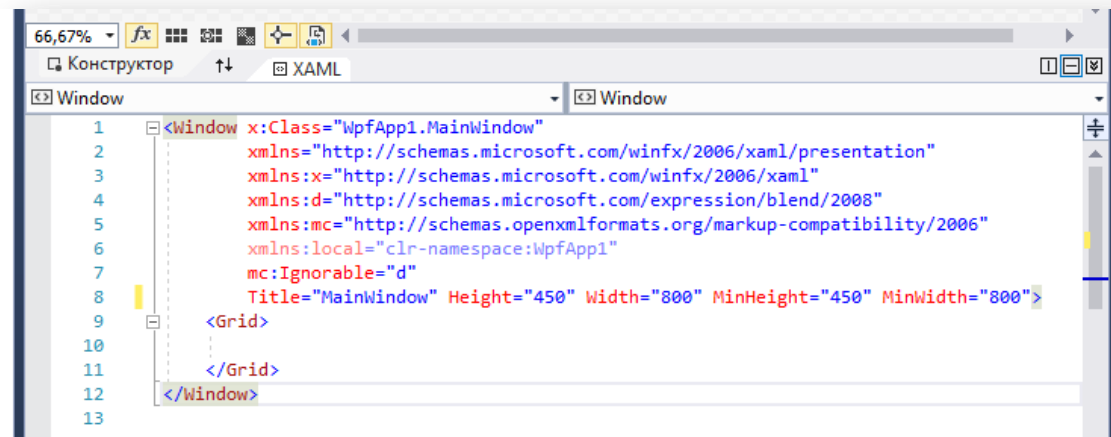 66,67% fx
Конструктор XAML
Window Window
1 <Window x:Class="WpfApp1.MainWindow"
2 xmlns="http://schemas.microsoft.com/winfx/2006/xaml/presentation"
3 xmlns:x="http://schemas.microsoft.com/winfx/2006/xaml"
4 xmlns:d="http://schemas.microsoft.com/expression/blend/2008"
5 xmlns:mc="http://schemas.openxmlformats.org/markup-compatibility/2006"
6 xmlns:local="clr-namespace:WpfApp1"
7 mc:Ignorable="d"
8 Title="MainWindow" Height="450" Width="800" MinHeight="450" MinWidth="800">
9 <Grid>
10
11 </Grid>
12 </Window>
13